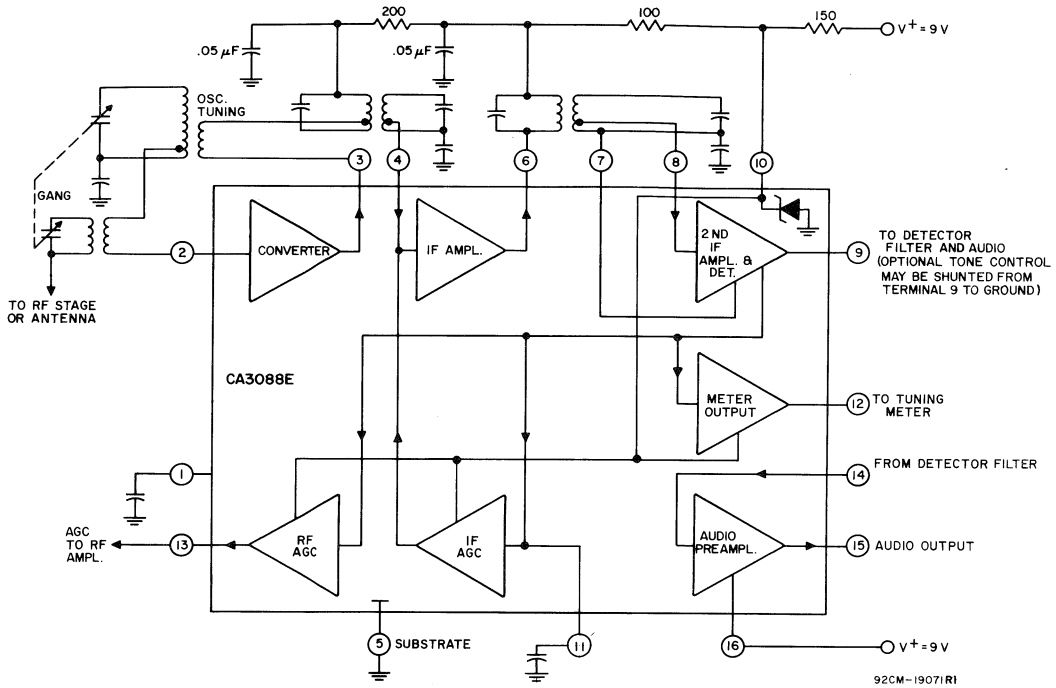 200
100
150
V+=9V
.05µF
.05µF
OSC.
TUNING
GANG
3
4
6
7
8
10
2
CONVERTER
IF AMPL.
2ND
IF
AMPL. &
DET.
9
TO DETECTOR
FILTER AND AUDIO
(OPTIONAL TONE CONTROL
MAY BE SHUNTED FROM
TERMINAL 9 TO GROUND)
TO RF STAGE
OR ANTENNA
CA3088E
METER
OUTPUT
12
TO TUNING
METER
1
14
FROM DETECTOR FILTER
AGC
TO RF
AMPL.
13
RF
AGC
IF
AGC
AUDIO
PREAMPL.
15
AUDIO OUTPUT
5
SUBSTRATE
11
16
V+=9V
92CM-19071R1